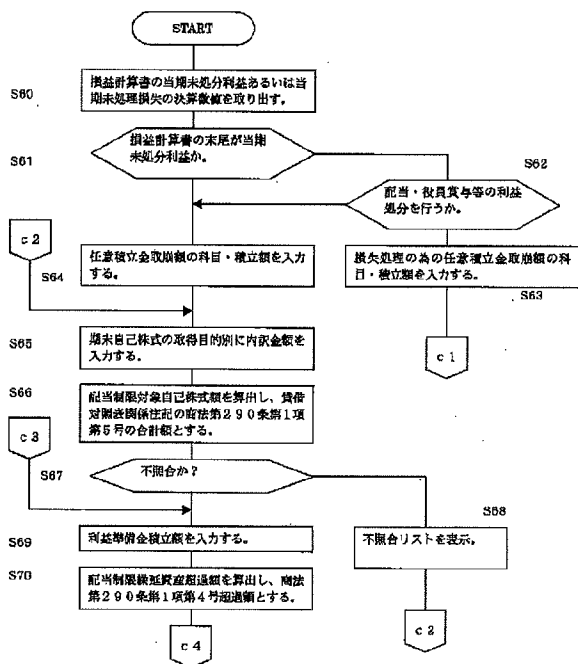 START
S60
損益計算書の当期未処分利益あるいは当
期未処理損失の決算数値を取り出す。
S61
損益計算書の末尾が当期
未処分利益か。
S62
配当・役員賞与等の利益
処分を行うか。
c2
S64
任意積立金取崩額の科目・積立額を入力
する。
損失処理の為の任意積立金取崩額の科
目・積立額を入力する。
S63
c1
S65
期末自己株式の取得目的別に内訳金額を
入力する。
S66
配当制限対象自己株式額を算出し、貸借
対照表関係注記の商法第290条第1項
第5号の合計額とする。
c3
S67
不照合か?
S68
不照合リストを表示。
S69
利益準備金積立額を入力する。
S70
配当制限繰延資産超過額を算出し、商法
第290条第1項第4号超過額とする。
c2
c4